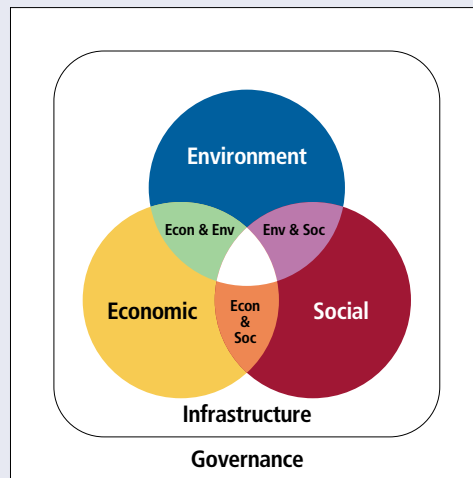 Environment
Econ & Env
Env & Soc
Economic
Econ
&
Soc
Social
Infrastructure
Governance